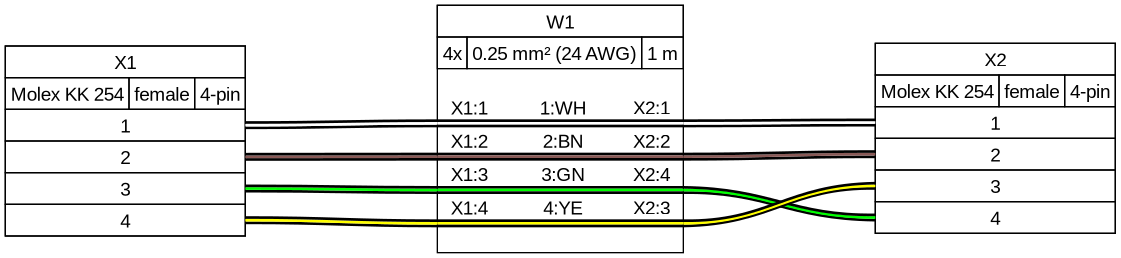 X1
Molex KK 254 female 4-pin
1
2
3
4
W1
4x 0.25 mm² (24 AWG) 1 m
X1:1 1:WH X2:1
X1:2 2:BN X2:2
X1:3 3:GN X2:4
X1:4 4:YE X2:3
X2
Molex KK 254 female 4-pin
1
2
3
4